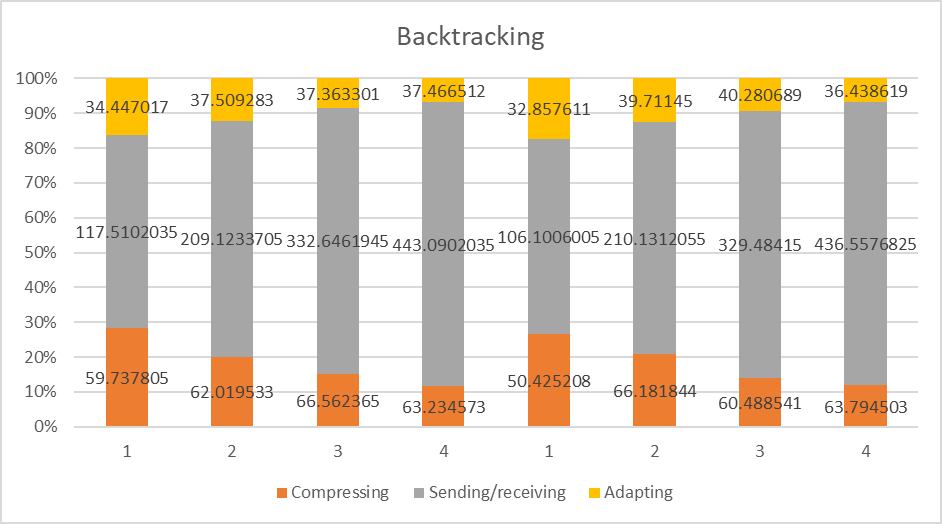 Backtracking
100%
90%
80%
70%
60%
50%
40%
30%
20%
10%
0%
34.447017 37.509283 37.363301 37.466512 32.857611 39.71145 40.280689 36.438619
117.5102035 209.1233705 332.6461945 443.0902035 106.1006005 210.1312055 329.48415 436.5576825
59.737805 62.019533 66.562365 63.234573 50.425208 66.181844 60.488541 63.794503
1 2 3 4 1 2 3 4
Compressing Sending/receiving Adapting